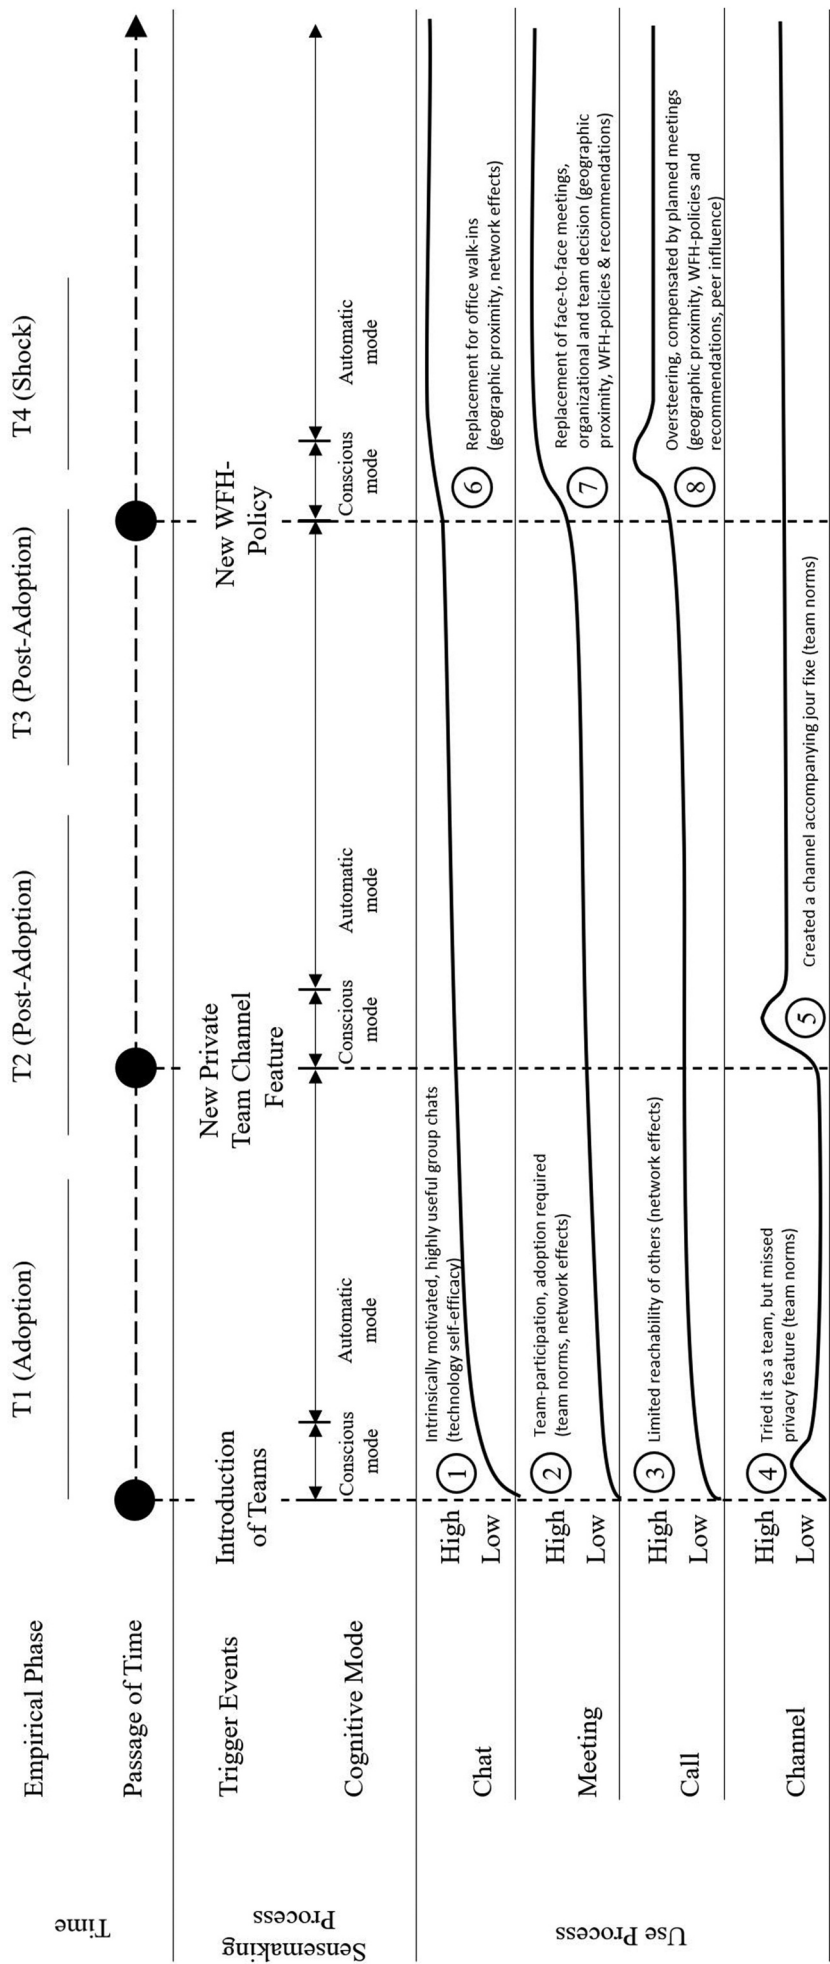 Time
Empirical Phase
T1 (Adoption)
T2 (Post-Adoption)
T3 (Post-Adoption)
T4 (Shock)
Passage of Time
Sensemaking
Process
Trigger Events
Introduction
of Teams
New Private
Team Channel
Feature
New WFH-
Policy
Cognitive Mode
Conscious
mode
Automatic
mode
Conscious
mode
Automatic
mode
Conscious
mode
Automatic
mode
Use Process
Chat
High
Low
1
Intrinsically motivated, highly useful group chats
(technology self-efficacy)
6
Replacement for office walk-ins
(geographic proximity, network effects)
Meeting
High
Low
2
Team-participation, adoption required
(team norms, network effects)
7
Replacement of face-to-face meetings,
organizational and team decision (geographic
proximity, WFH-policies & recommendations)
Call
High
Low
3
Limited reachability of others (network effects)
8
Oversteering, compensated by planned meetings
(geographic proximity, WFH-policies and
recommendations, peer influence)
Channel
High
Low
4
Tried it as a team, but missed
privacy feature (team norms)
5
Created a channel accompanying jour fixe (team norms)